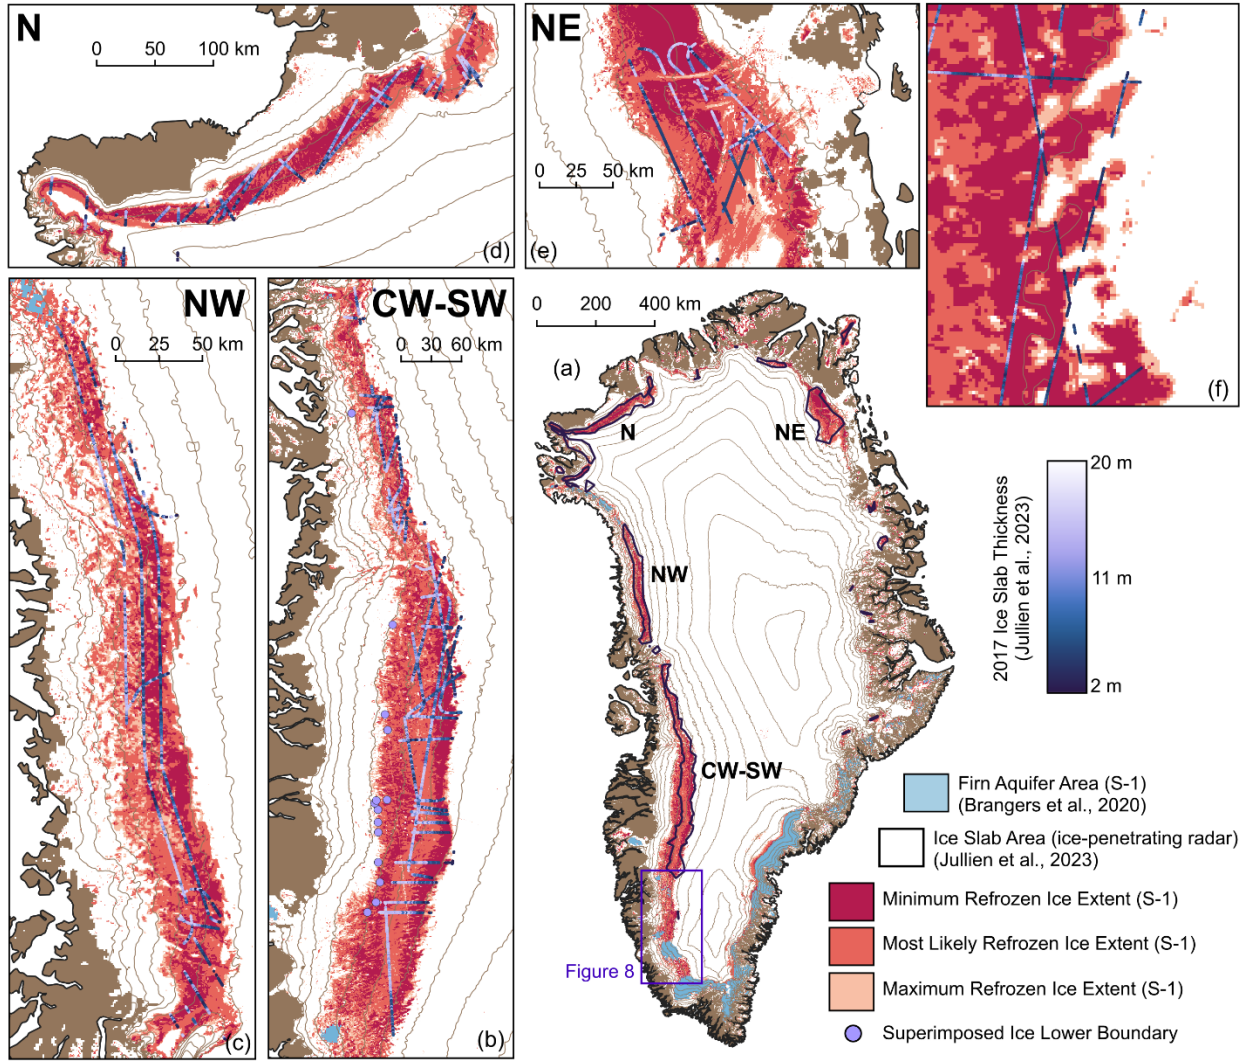 N
0 50 100 km
(d)
NE
0 25 50 km
(e)
(f)
NW
0 25 50 km
(c)
CW-SW
0 30 60 km
(b)
0 200 400 km
(a)
N
NE
NW
CW-SW
Figure 8
2017 Ice Slab Thickness
(Jullien et al., 2023)
20 m
11 m
2 m
Firn Aquifer Area (S-1)
(Brangers et al., 2020)
Ice Slab Area (ice-penetrating radar)
(Jullien et al., 2023)
Minimum Refrozen Ice Extent (S-1)
Most Likely Refrozen Ice Extent (S-1)
Maximum Refrozen Ice Extent (S-1)
Superimposed Ice Lower Boundary